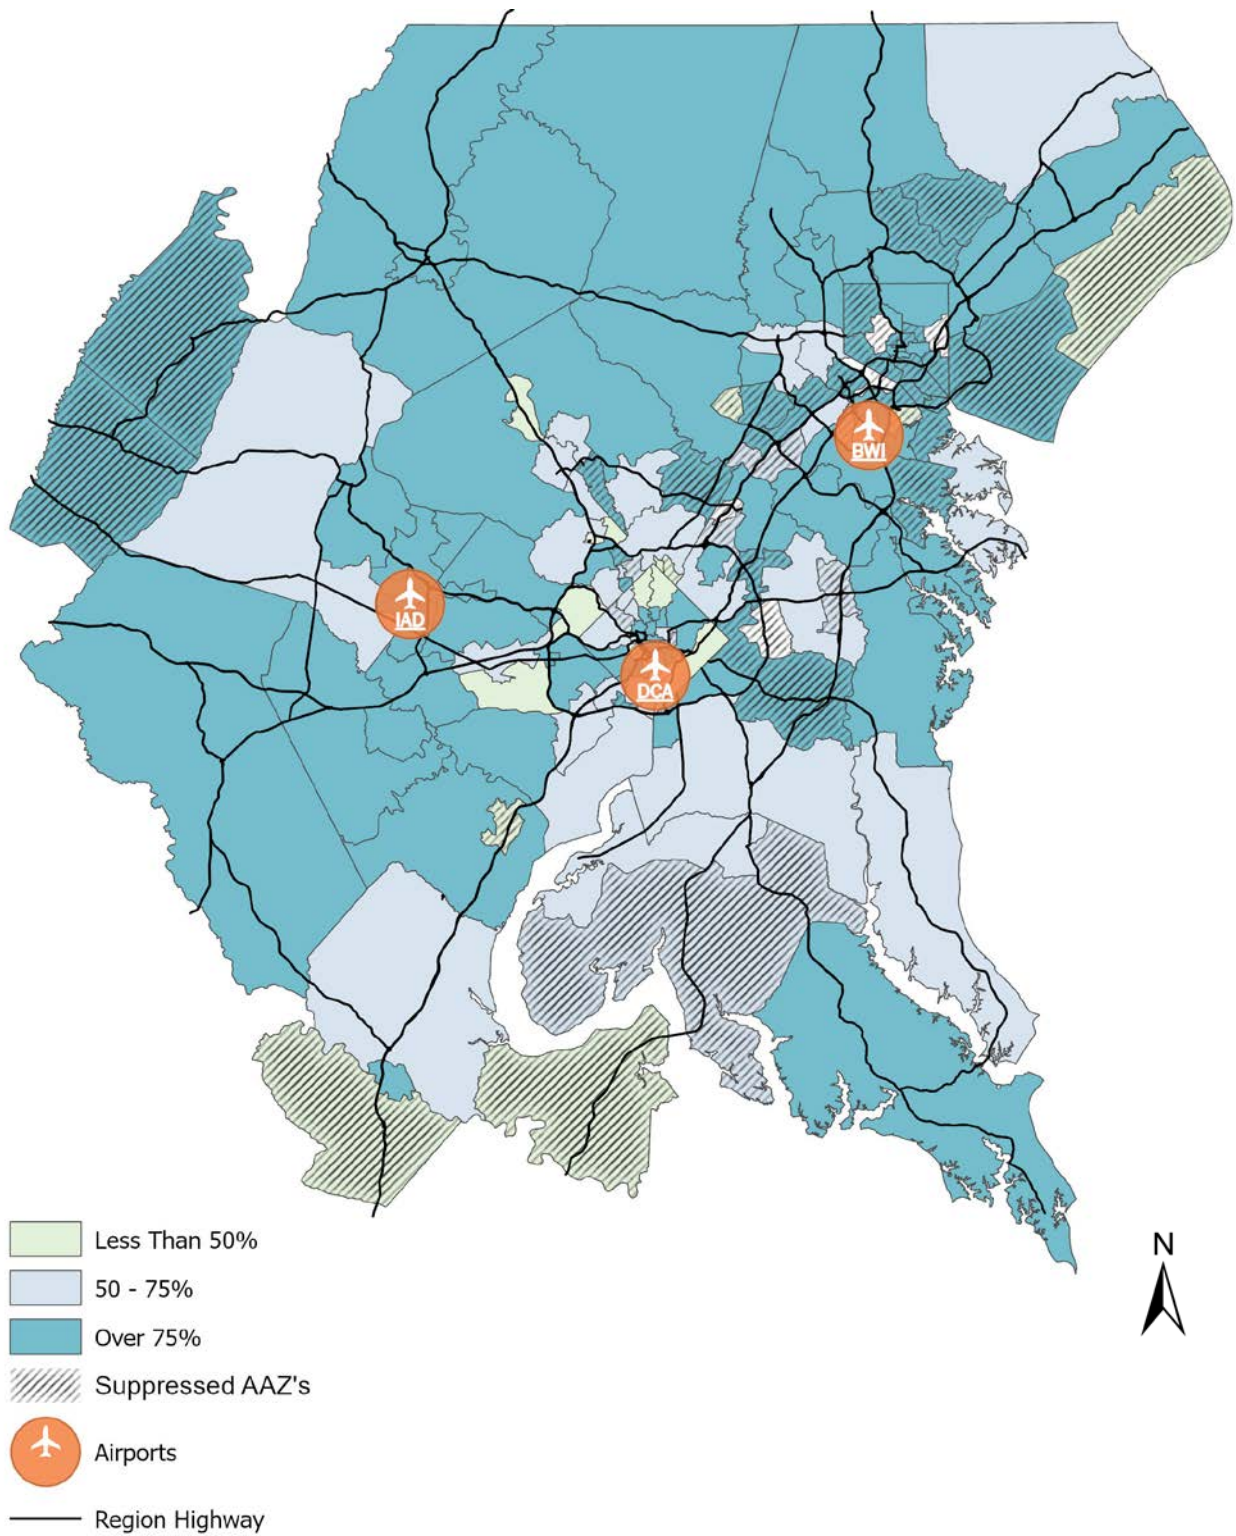 BWI
IAD
DCA
Less Than 50%
50 - 75%
Over 75%
Suppressed AAZ's
Airports
Region Highway
N